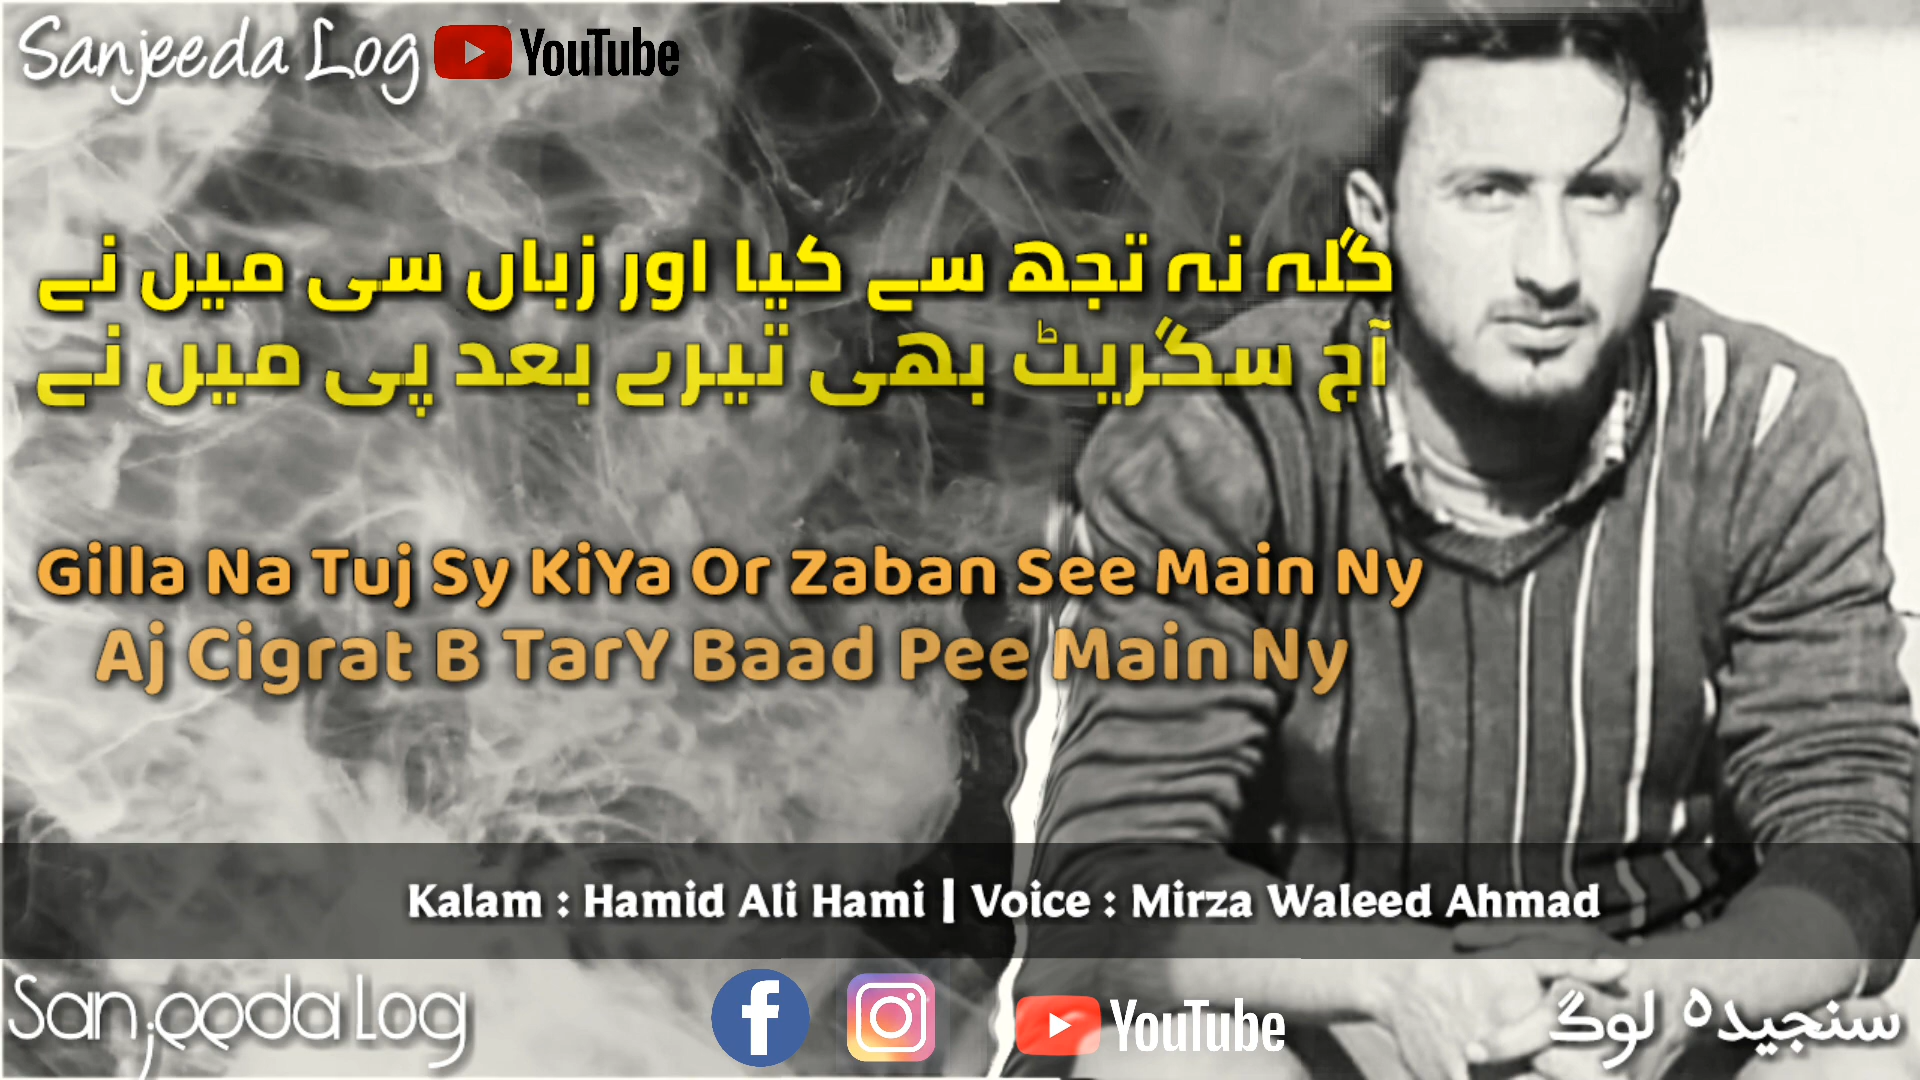 Sanjeeda Log YouTube
گلہ نہ تجھ سے کیا اور زباں سی میں نے
آج سگریٹ بھی تیرے بعد پی میں نے
Gilla Na Tuj Sy KiYa Or Zaban See Main Ny
Aj Cigrat B TarY Baad Pee Main Ny
Kalam : Hamid Ali Hami | Voice : Mirza Waleed Ahmad
Sanjeeda Log YouTube سنجیدہ لوگ